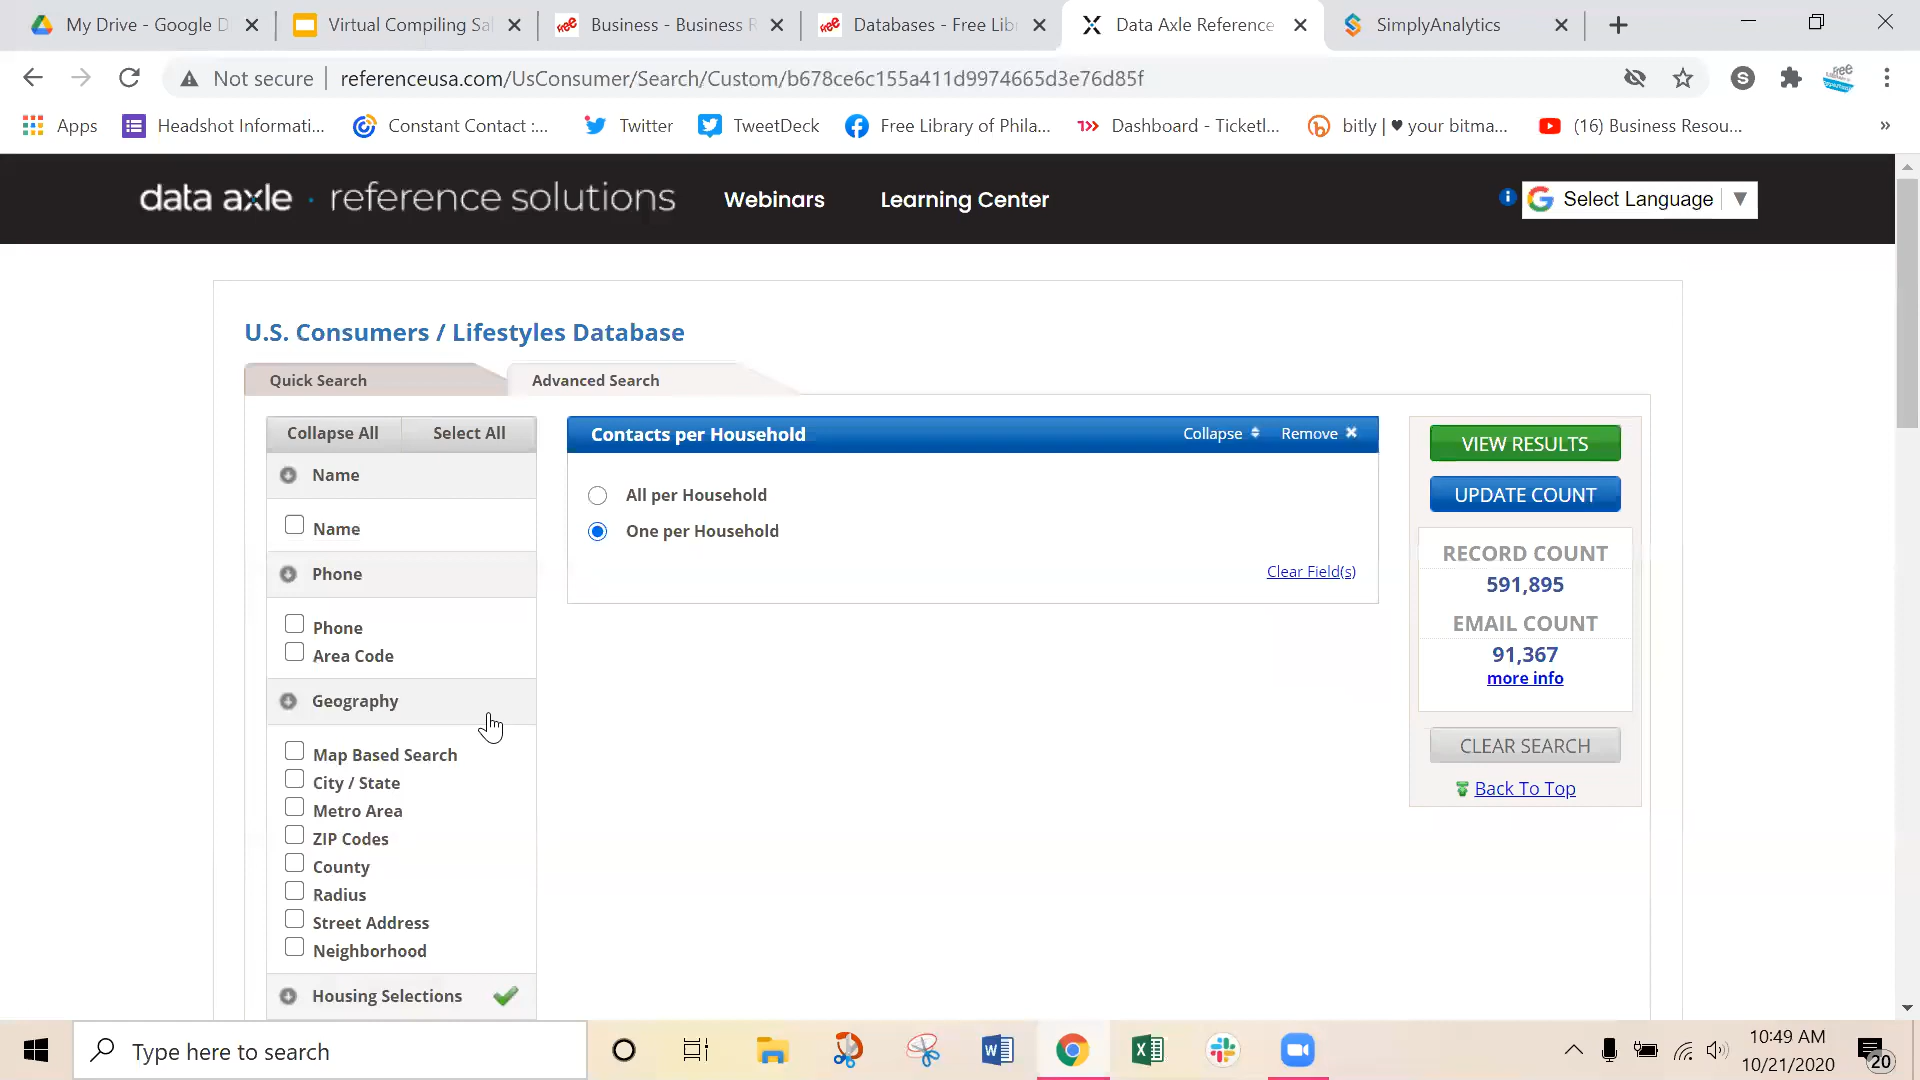 My Drive - Google D
Virtual Compiling Sal
Business - Business R
Databases - Free Libr
Data Axle Reference
SimplyAnalytics
Not secure | referenceusa.com/UsConsumer/Search/Custom/b678ce6c155a411d9974665d3e76d85f
Apps
Headshot Informati...
Constant Contact :...
Twitter
TweetDeck
Free Library of Phila...
Dashboard - Ticketl...
bitly | ♥ your bitma...
(16) Business Resou...
»
data axle · reference solutions
Webinars
Learning Center
Select Language ▼
U.S. Consumers / Lifestyles Database
Quick Search
Advanced Search
Collapse All
Select All
Name
Name
Phone
Phone
Area Code
Geography
Map Based Search
City / State
Metro Area
ZIP Codes
County
Radius
Street Address
Neighborhood
Housing Selections
Contacts per Household
Collapse
Remove
All per Household
One per Household
Clear Field(s)
VIEW RESULTS
UPDATE COUNT
RECORD COUNT
591,895
EMAIL COUNT
91,367
more info
CLEAR SEARCH
Back To Top
Type here to search
10:49 AM
10/21/2020
20